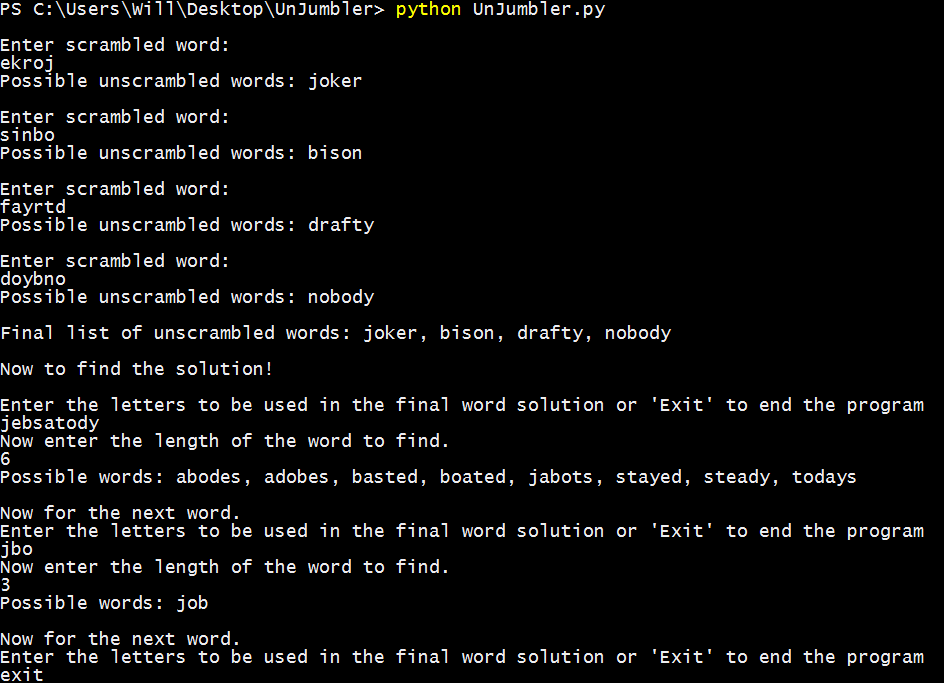 PS C:\Users\Will\Desktop\UnJumbler> python UnJumbler.py
Enter scrambled word:
ekroj
Possible unscrambled words: joker
Enter scrambled word:
sinbo
Possible unscrambled words: bison
Enter scrambled word:
fayrtd
Possible unscrambled words: drafty
Enter scrambled word:
doybno
Possible unscrambled words: nobody
Final list of unscrambled words: joker, bison, drafty, nobody
Now to find the solution!
Enter the letters to be used in the final word solution or 'Exit' to end the program
jebsatody
Now enter the length of the word to find.
6
Possible words: abodes, adobes, basted, boated, jabots, stayed, steady, todays
Now for the next word.
Enter the letters to be used in the final word solution or 'Exit' to end the program
jbo
Now enter the length of the word to find.
3
Possible words: job
Now for the next word.
Enter the letters to be used in the final word solution or 'Exit' to end the program
exit